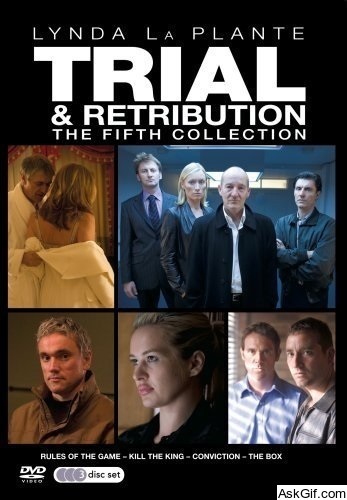 LYNDA LA PLANTE
TRIAL
& RETRIBUTION
THE FIFTH COLLECTION
RULES OF THE GAME – KILL THE KING – CONVICTION – THE BOX
DVD
VIDEO
3 disc set
AskGif.com